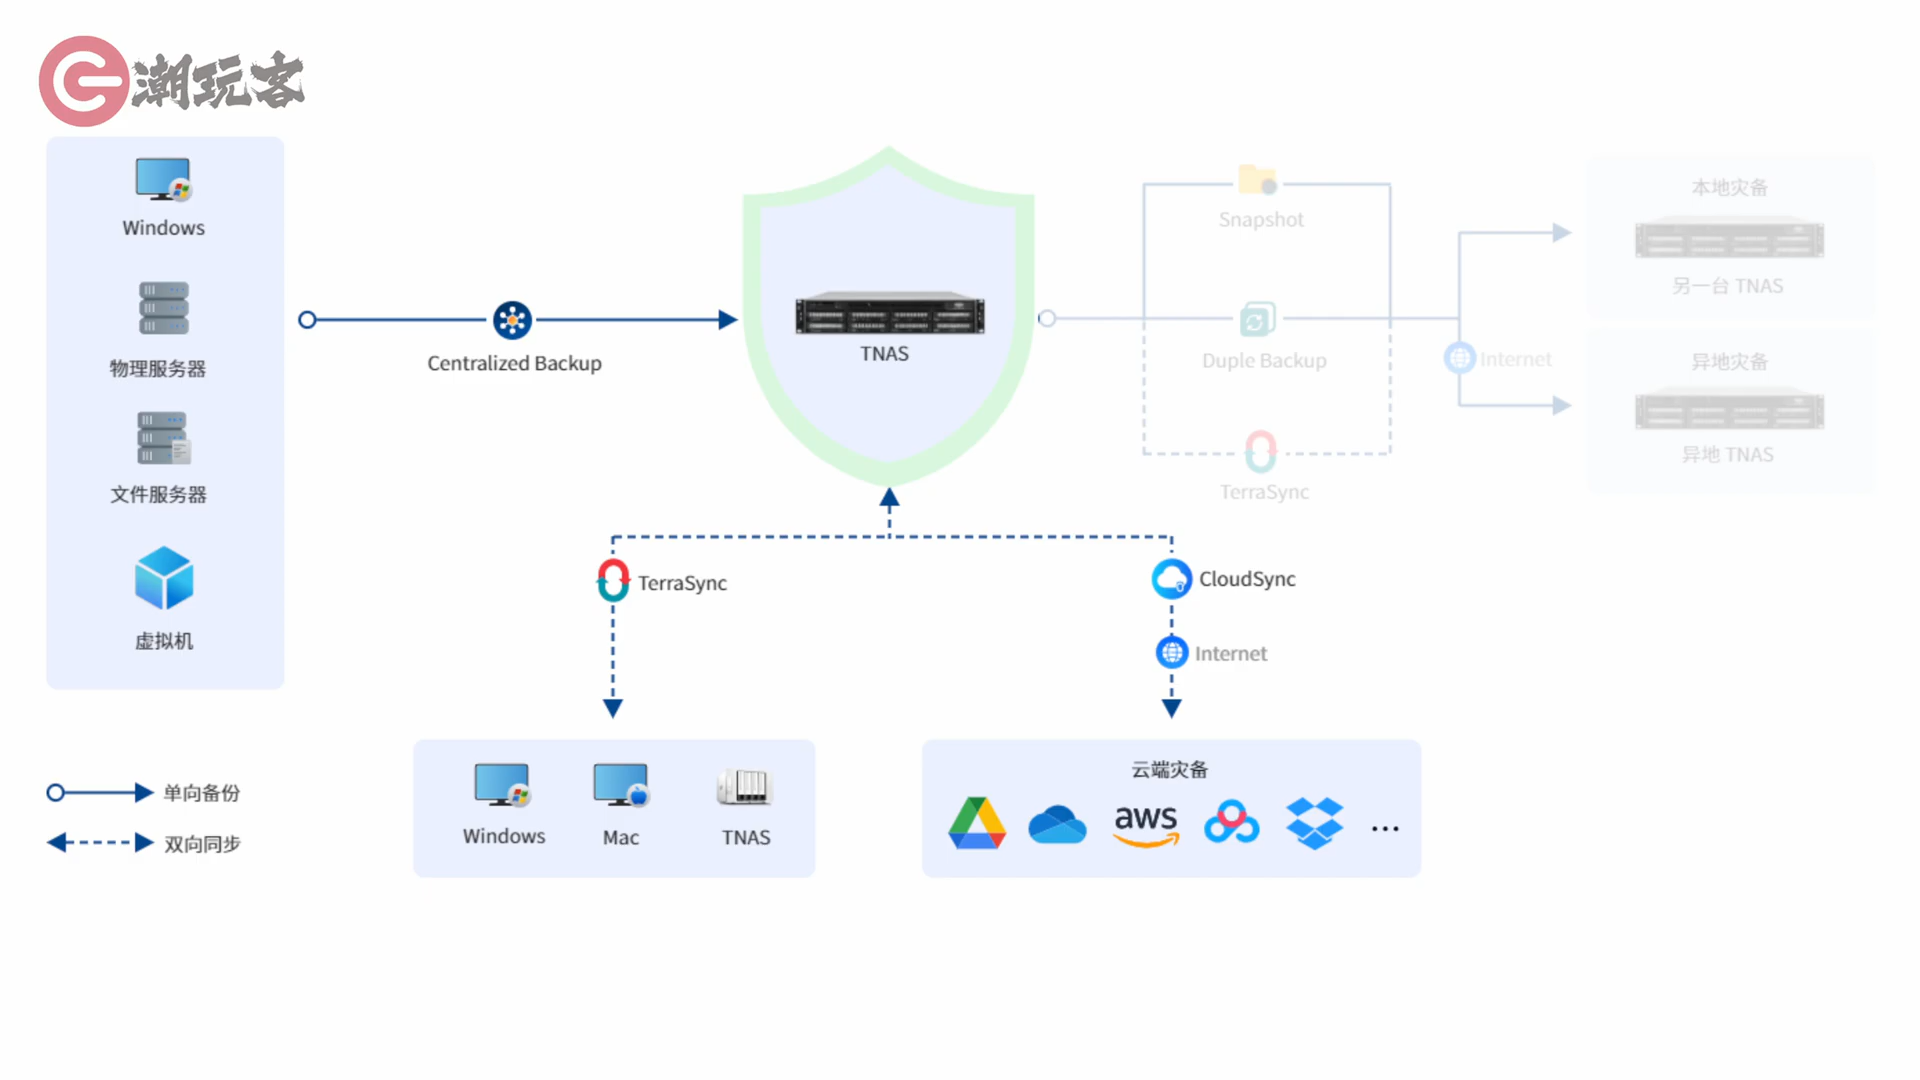 潮玩客
Windows
物理服务器
文件服务器
虚拟机
Centralized Backup
TNAS
Snapshot
Duple Backup
TerraSync
Internet
本地灾备
另一台 TNAS
异地灾备
异地 TNAS
TerraSync
CloudSync
Internet
Windows
Mac
TNAS
云端灾备
aws
...
单向备份
双向同步